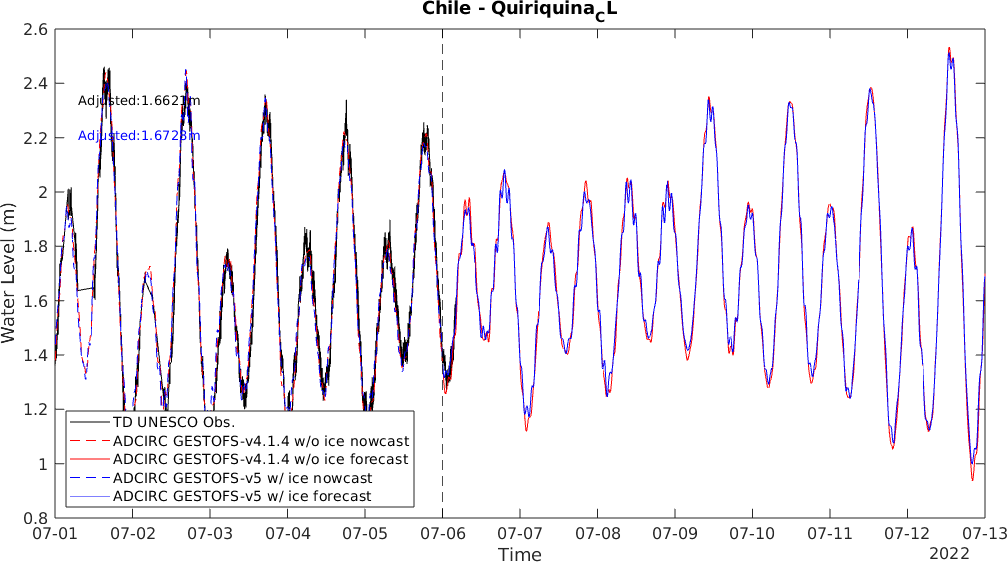 Chile - Quiriquina_CL
2.6
2.4
2.2
2
1.8
1.6
1.4
1.2
1
0.8
Water Level (m)
Adjusted:1.6621m
Adjusted:1.6728m
TD UNESCO Obs.
ADCIRC GESTOFS-v4.1.4 w/o ice nowcast
ADCIRC GESTOFS-v4.1.4 w/o ice forecast
ADCIRC GESTOFS-v5 w/ ice nowcast
ADCIRC GESTOFS-v5 w/ ice forecast
07-01 07-02 07-03 07-04 07-05 07-06 07-07 07-08 07-09 07-10 07-11 07-12 07-13
Time
2022